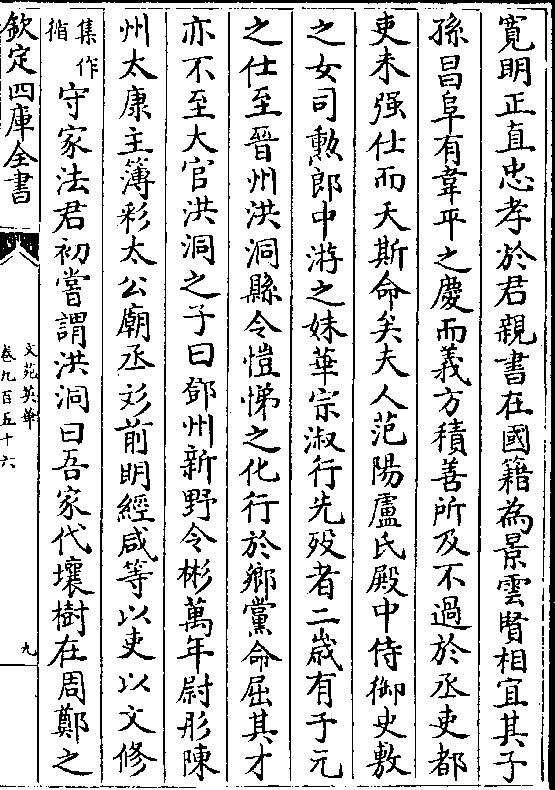 寛明正直忠孝於君親書在國籍為景雲賢相宜其子
孫昌阜有韋平之慶而義方積善所及不過於丞吏都
吏未强仕而夭斯命矣夫人范陽盧氏殿中侍御史敷
之女司勲郎中游之妹華宗淑行先歿者二歳有子元
之仕至晉州洪洞縣令愷悌之化行於鄉黨命屈其才
亦不至大官洪洞之子曰鄧州新野令彬萬年尉彤陳
州太康主簿彩太公廟丞彣前明經咸等以吏以文修
集作
循
守家法君初嘗謂洪洞曰吾家代壤樹在周鄭之
欽定四庫全書
文苑英華
卷九百五十六
九